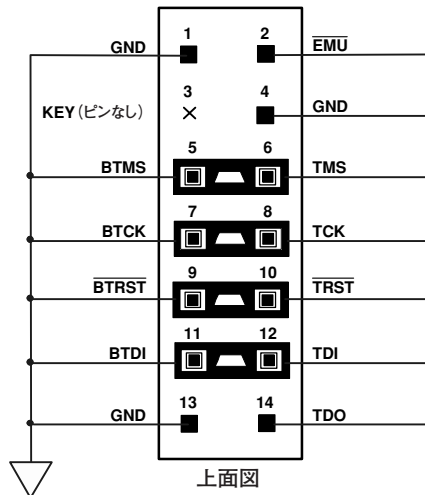 1 2
GND EMU
3 4
KEY(ピンなし) GND
5 6
BTMS TMS
7 8
BTCK TCK
9 10
BTRST TRST
11 12
BTDI TDI
13 14
GND TDO
上面図